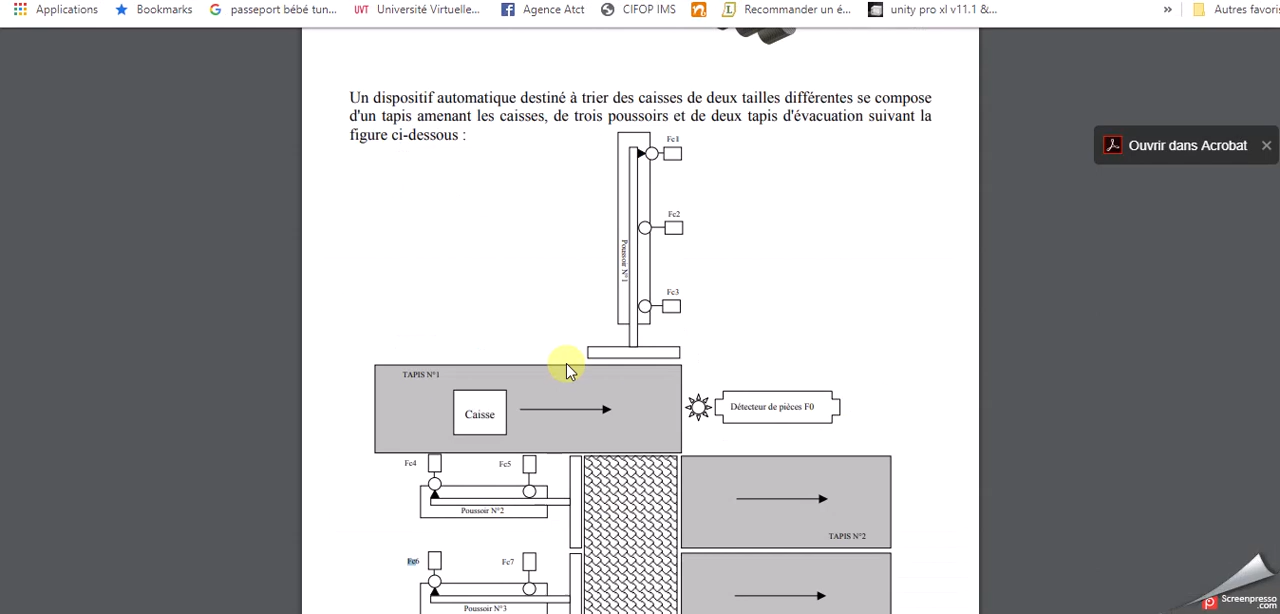 Applications
Bookmarks
passeport bébé tun...
UVT Université Virtuelle...
Agence Atct
CIFOP IMS
Recommander un é...
unity pro xl v11.1 &...
»
Autres favoris
Un dispositif automatique destiné à trier des caisses de deux tailles différentes se compose
d'un tapis amenant les caisses, de trois poussoirs et de deux tapis d'évacuation suivant la
figure ci-dessous :
Ouvrir dans Acrobat
Fc1
Fc2
Poussoir N°1
Fc3
TAPIS N°1
Caisse
Détecteur de pièces F0
Fc4
Fc5
Poussoir N°2
TAPIS N°2
Fc6
Fc7
Poussoir N°3
Screenpresso
.com